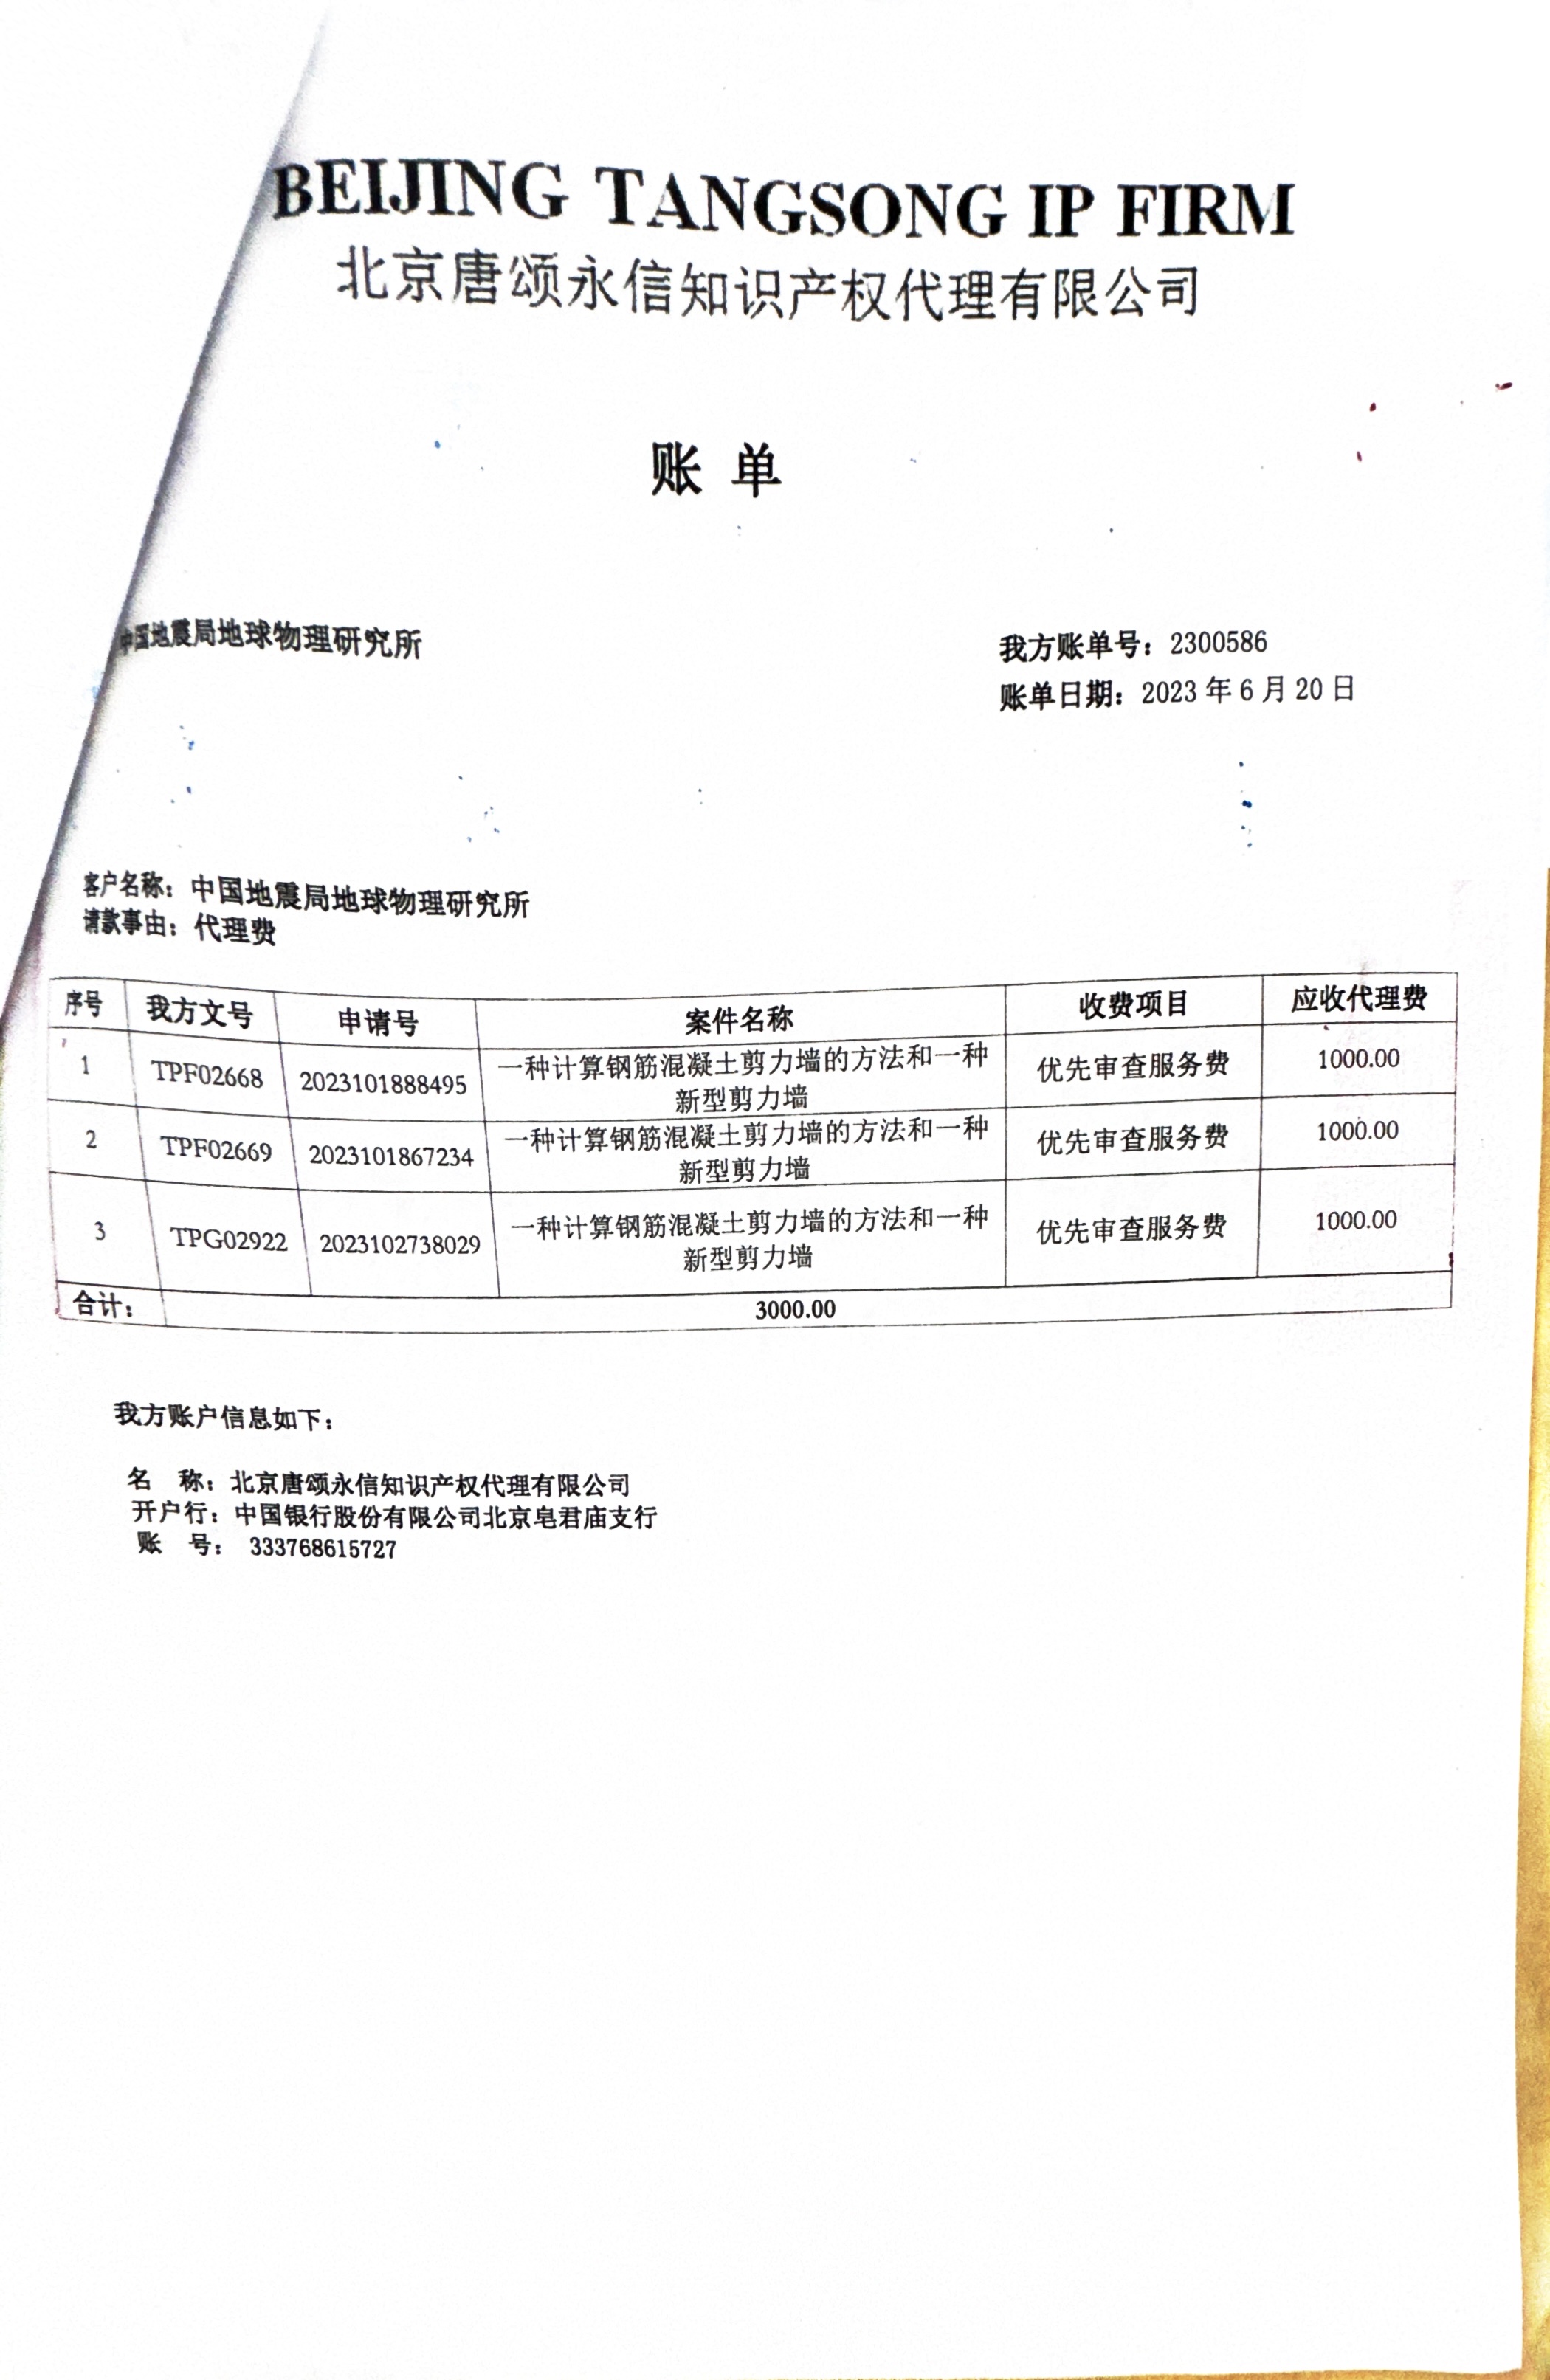 BEIJING TANGSONG IP FIRM
北京唐颂永信知识产权代理有限公司
账 单
中国地震局地球物理研究所
我方账单号：2300586
账单日期：2023 年 6 月 20 日
客户名称：中国地震局地球物理研究所
请款事由：代理费
序号 我方文号 申请号 案件名称 收费项目 应收代理费
1 TPF02668 2023101888495 一种计算钢筋混凝土剪力墙的方法和一种 优先审查服务费 1000.00
新型剪力墙
2 TPF02669 2023101867234 一种计算钢筋混凝土剪力墙的方法和一种 优先审查服务费 1000.00
新型剪力墙
3 TPG02922 2023102738029 一种计算钢筋混凝土剪力墙的方法和一种 优先审查服务费 1000.00
新型剪力墙
合计： 3000.00
我方账户信息如下：
名 称：北京唐颂永信知识产权代理有限公司
开户行：中国银行股份有限公司北京皂君庙支行
账 号： 333768615727